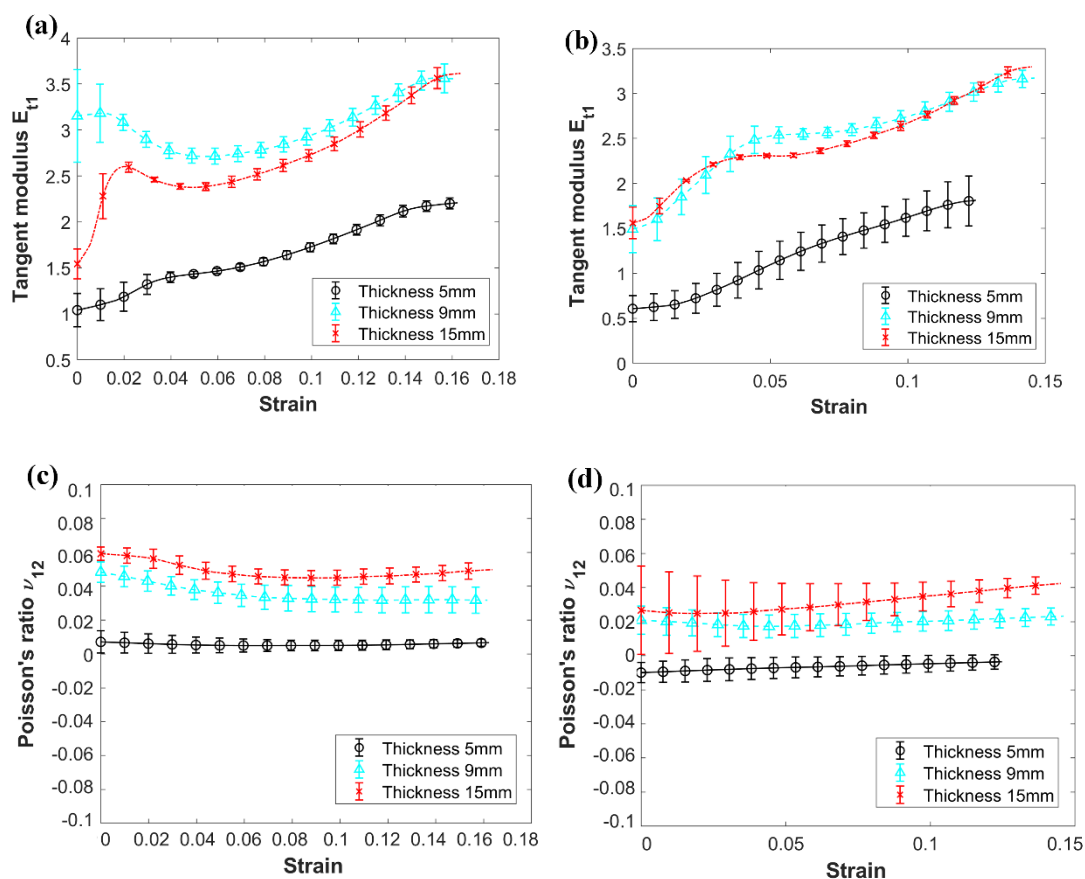 (a)
4
3.5
3
2.5
2
1.5
1
0.5
Tangent modulus E_t1
0 0.02 0.04 0.06 0.08 0.1 0.12 0.14 0.16 0.18
Strain
Thickness 5mm
Thickness 9mm
Thickness 15mm
(b)
3.5
3
2.5
2
1.5
1
0.5
0
Tangent modulus E_t1
0 0.05 0.1 0.15
Strain
Thickness 5mm
Thickness 9mm
Thickness 15mm
(c)
0.1
0.08
0.06
0.04
0.02
0
-0.02
-0.04
-0.06
-0.08
-0.1
Poisson's ratio ν_12
0 0.02 0.04 0.06 0.08 0.1 0.12 0.14 0.16 0.18
Strain
Thickness 5mm
Thickness 9mm
Thickness 15mm
(d)
0.1
0.08
0.06
0.04
0.02
0
-0.02
-0.04
-0.06
-0.08
-0.1
Poisson's ratio ν_12
0 0.05 0.1 0.15
Strain
Thickness 5mm
Thickness 9mm
Thickness 15mm